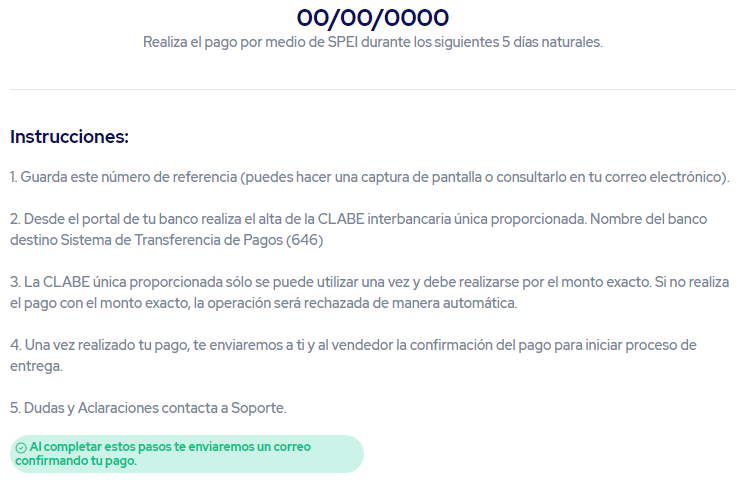 00/00/0000
Realiza el pago por medio de SPEI durante los siguientes 5 días naturales.
Instrucciones:
1. Guarda este número de referencia (puedes hacer una captura de pantalla o consultarlo en tu correo electrónico).
2. Desde el portal de tu banco realiza el alta de la CLABE interbancaria única proporcionada. Nombre del banco
destino Sistema de Transferencia de Pagos (646)
3. La CLABE única proporcionada sólo se puede utilizar una vez y debe realizarse por el monto exacto. Si no realiza
el pago con el monto exacto, la operación será rechazada de manera automática.
4. Una vez realizado tu pago, te enviaremos a ti y al vendedor la confirmación del pago para iniciar proceso de
entrega.
5. Dudas y Aclaraciones contacta a Soporte.
Al completar estos pasos te enviaremos un correo
confirmando tu pago.